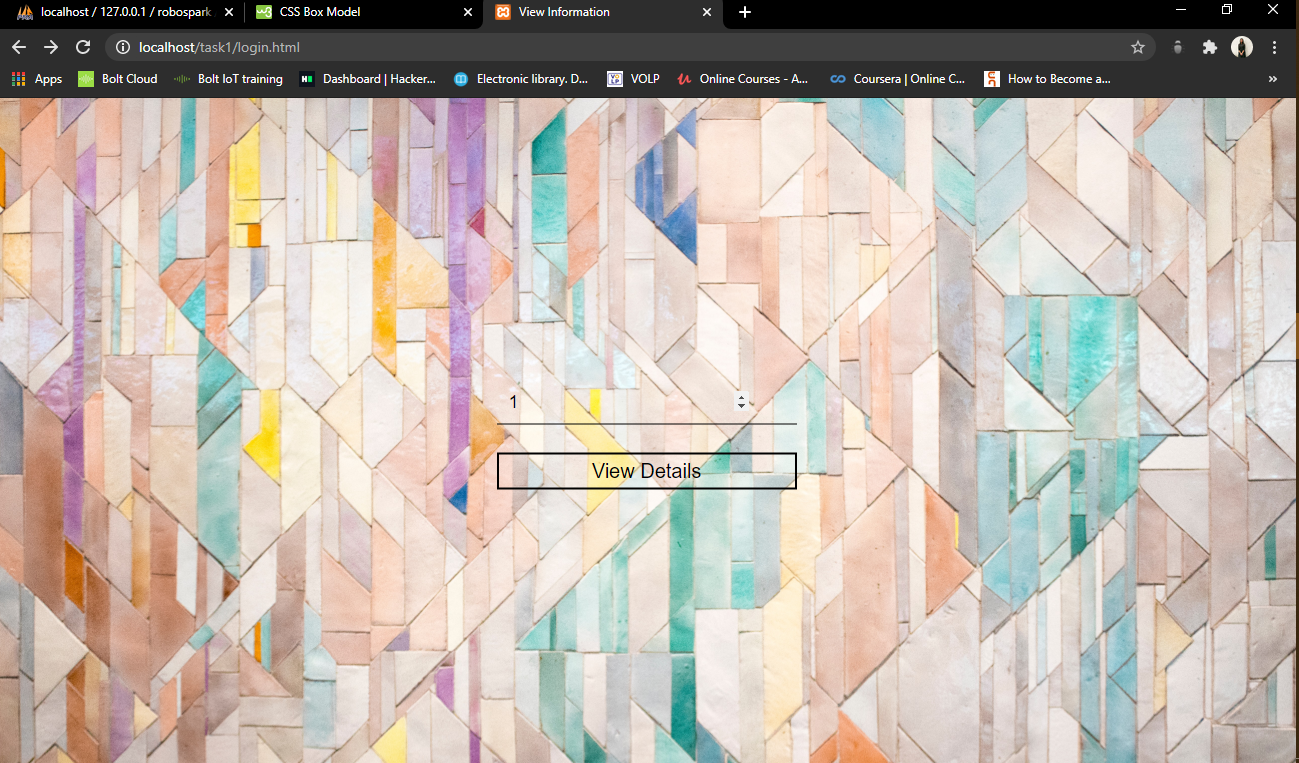 localhost / 127.0.0.1 / robospark
CSS Box Model
View Information
localhost/task1/login.html
Apps
Bolt Cloud
Bolt IoT training
Dashboard | Hacker...
Electronic library. D...
VOLP
Online Courses - A...
Coursera | Online C...
How to Become a...
1
View Details